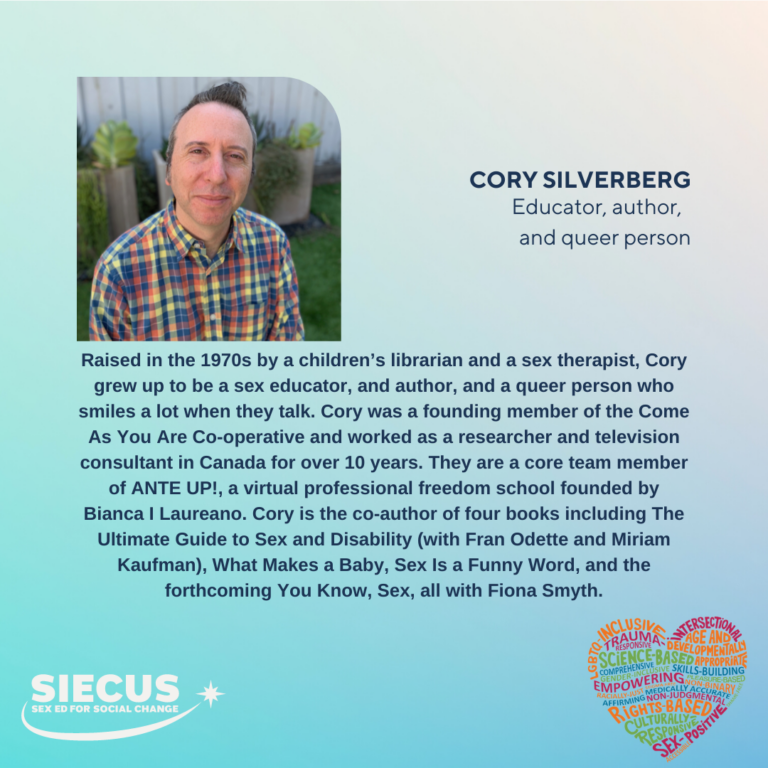 CORY SILVERBERG
Educator, author,
and queer person
Raised in the 1970s by a children’s librarian and a sex therapist, Cory
grew up to be a sex educator, and author, and a queer person who
smiles a lot when they talk. Cory was a founding member of the Come
As You Are Co-operative and worked as a researcher and television
consultant in Canada for over 10 years. They are a core team member
of ANTE UP!, a virtual professional freedom school founded by
Bianca I Laureano. Cory is the co-author of four books including The
Ultimate Guide to Sex and Disability (with Fran Odette and Miriam
Kaufman), What Makes a Baby, Sex Is a Funny Word, and the
forthcoming You Know, Sex, all with Fiona Smyth.
SIECUS
SEX ED FOR SOCIAL CHANGE
LGBTQ-INCLUSIVE
INTERSECTIONAL
TRAUMA-
RESPONSIVE
AGE AND
DEVELOPMENTALLY
APPROPRIATE
SCIENCE-BASED
COMPREHENSIVE
SKILLS-BUILDING
GENDER-INCLUSIVE
EMPOWERING
MEDICALLY ACCURATE
AFFIRMING
NON-JUDGMENTAL
RIGHTS-BASED
CULTURALLY
RESPONSIVE
SEX-POSITIVE